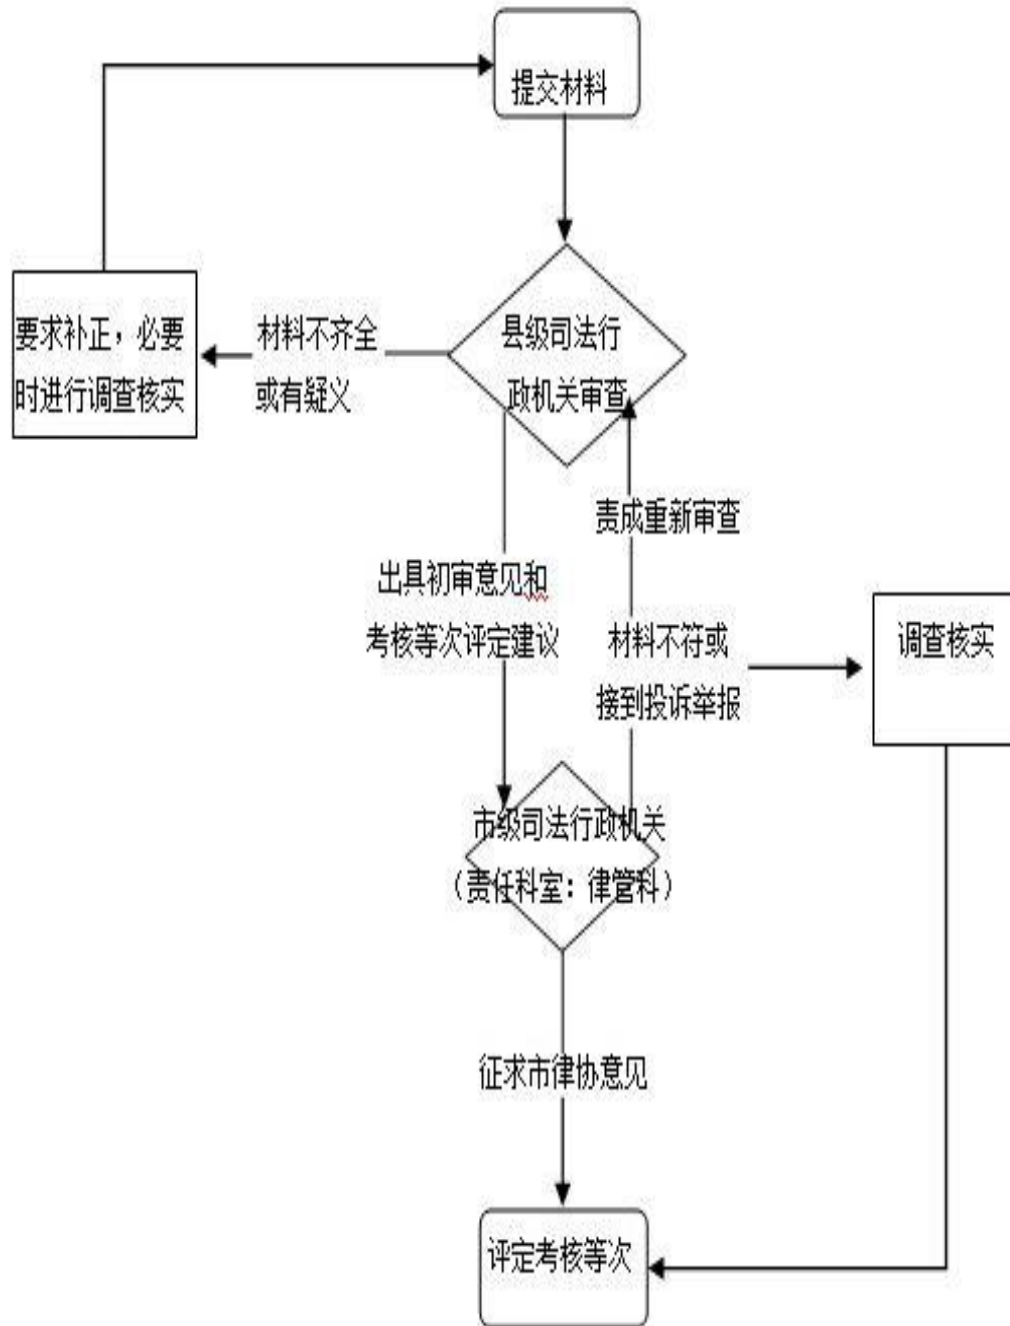 提交材料
要求补正，必要
时进行调查核实
材料不齐全
或有疑义
县级司法行
政机关审查
责成重新审查
出具初审意见和
考核等次评定建议
材料不符或
接到投诉举报
调查核实
市级司法行政机关
（责任科室：律管科）
征求市律协意见
评定考核等次